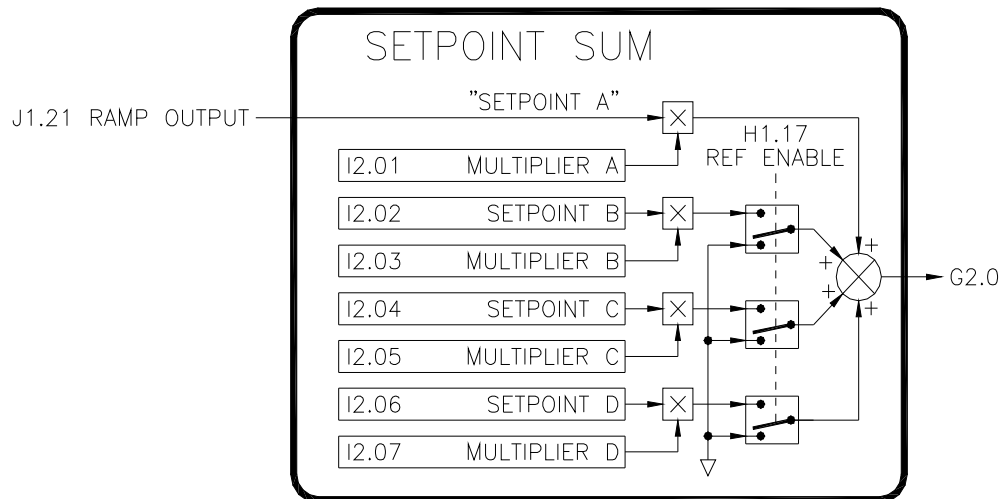 SETPOINT SUM
"SETPOINT A"
J1.21 RAMP OUTPUT
H1.17
REF ENABLE
I2.01 MULTIPLIER A
I2.02 SETPOINT B
I2.03 MULTIPLIER B
I2.04 SETPOINT C
I2.05 MULTIPLIER C
I2.06 SETPOINT D
I2.07 MULTIPLIER D
+
+
+
+
G2.0